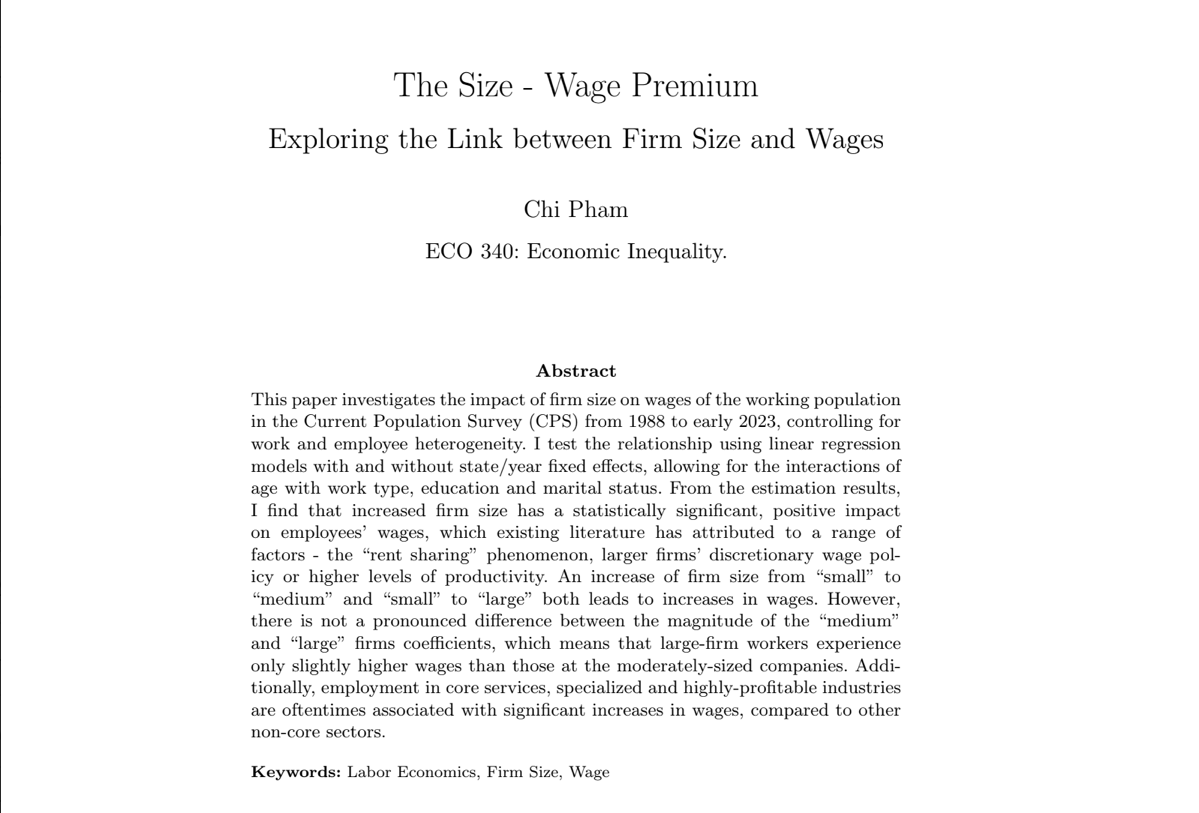 The Size - Wage Premium
Exploring the Link between Firm Size and Wages
Chi Pham
ECO 340: Economic Inequality.
Abstract
This paper investigates the impact of firm size on wages of the working population
in the Current Population Survey (CPS) from 1988 to early 2023, controlling for
work and employee heterogeneity. I test the relationship using linear regression
models with and without state/year fixed effects, allowing for the interactions of
age with work type, education and marital status. From the estimation results,
I find that increased firm size has a statistically significant, positive impact
on employees’ wages, which existing literature has attributed to a range of
factors - the “rent sharing” phenomenon, larger firms’ discretionary wage pol-
icy or higher levels of productivity. An increase of firm size from “small” to
“medium” and “small” to “large” both leads to increases in wages. However,
there is not a pronounced difference between the magnitude of the “medium”
and “large” firms coefficients, which means that large-firm workers experience
only slightly higher wages than those at the moderately-sized companies. Addi-
tionally, employment in core services, specialized and highly-profitable industries
are oftentimes associated with significant increases in wages, compared to other
non-core sectors.
Keywords: Labor Economics, Firm Size, Wage